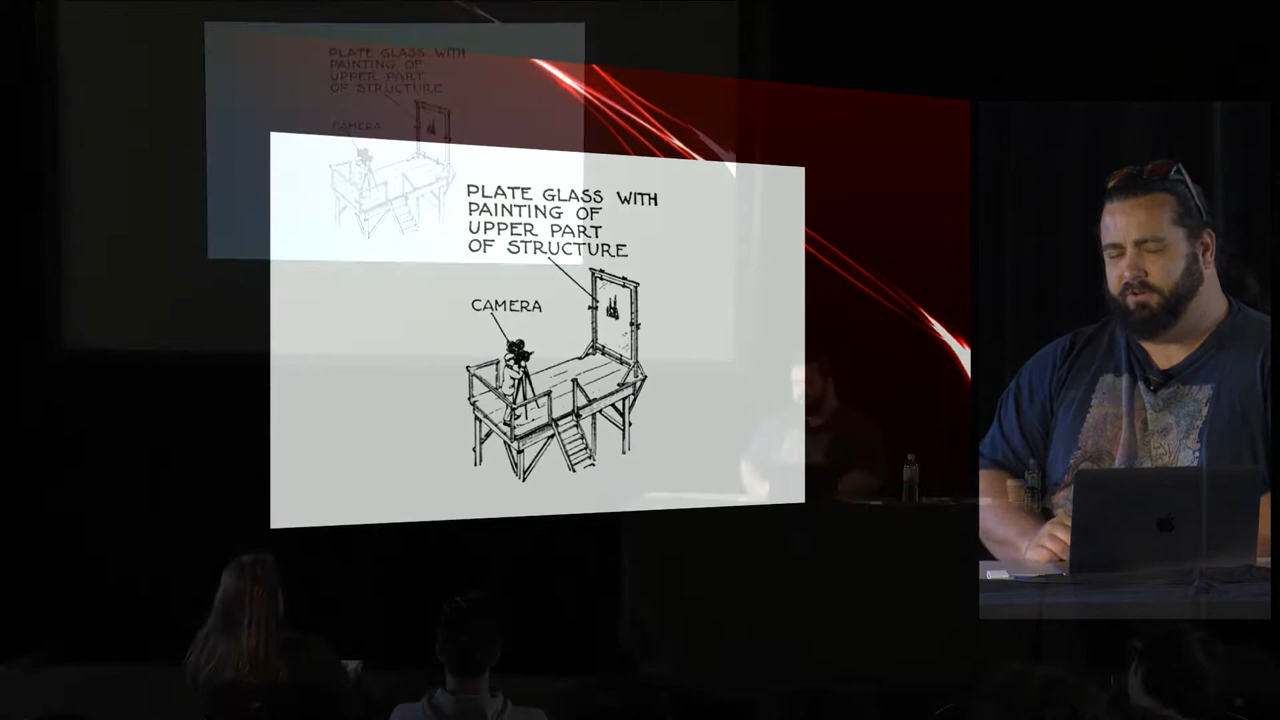 PLATE GLASS WITH
PAINTING OF
UPPER PART
OF STRUCTURE
CAMERA
PLATE GLASS WITH
PAINTING OF
UPPER PART
OF STRUCTURE
CAMERA